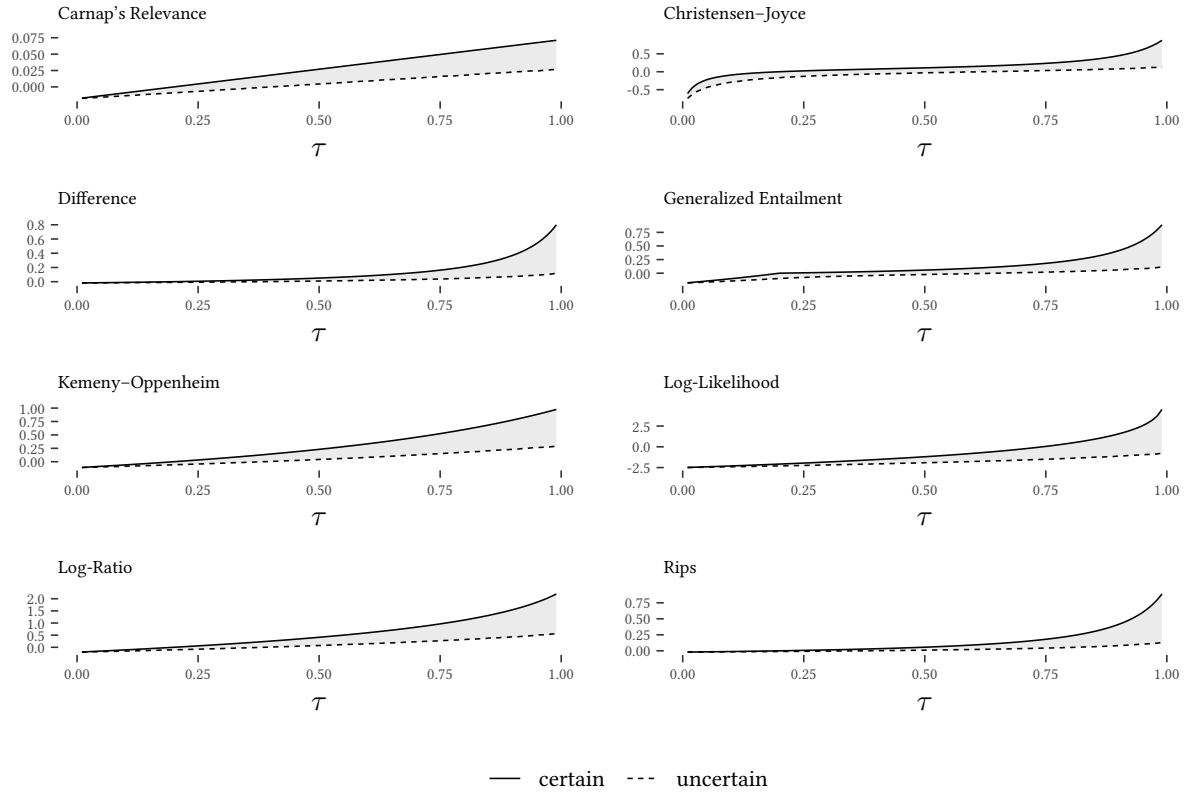 Carnap's Relevance
0.075
0.050
0.025
0.000
0.00 0.25 0.50 0.75 1.00
τ
Christensen–Joyce
0.5
0.0
-0.5
0.00 0.25 0.50 0.75 1.00
τ
Difference
0.8
0.6
0.4
0.2
0.0
0.00 0.25 0.50 0.75 1.00
τ
Generalized Entailment
0.75
0.50
0.25
0.00
0.00 0.25 0.50 0.75 1.00
τ
Kemeny–Oppenheim
1.00
0.75
0.50
0.25
0.00
0.00 0.25 0.50 0.75 1.00
τ
Log-Likelihood
2.5
0.0
-2.5
0.00 0.25 0.50 0.75 1.00
τ
Log-Ratio
2.0
1.5
1.0
0.5
0.0
0.00 0.25 0.50 0.75 1.00
τ
Rips
0.75
0.50
0.25
0.00
0.00 0.25 0.50 0.75 1.00
τ
certain uncertain